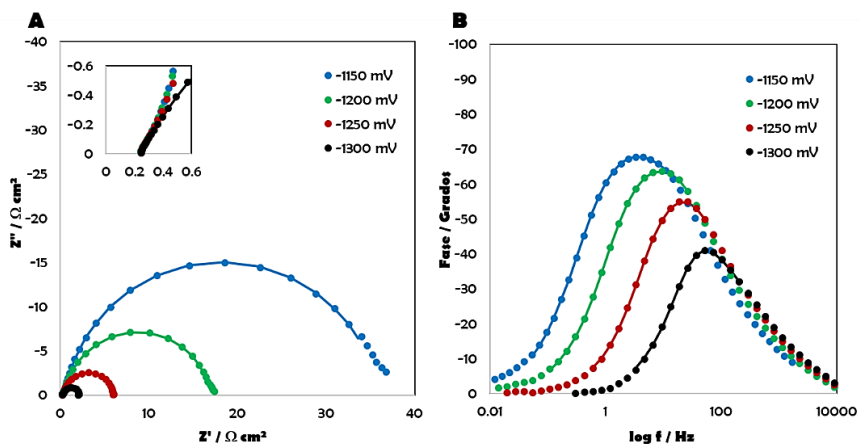 A
-40
-35
-30
-25
-20
-15
-10
-5
0
Z'' / Ω cm²
0
10
20
30
40
Z' / Ω cm²
-0.6
-0.4
-0.2
0
0
0.2
0.4
0.6
-1150 mV
-1200 mV
-1250 mV
-1300 mV
B
-100
-90
-80
-70
-60
-50
-40
-30
-20
-10
0
Fase / Grados
0.01
1
100
10000
log f / Hz
-1150 mV
-1200 mV
-1250 mV
-1300 mV